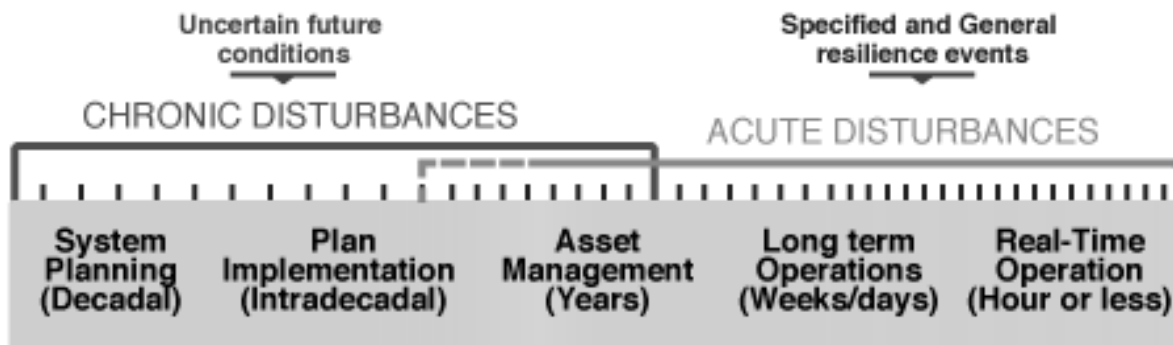 Uncertain future
conditions
Specified and General
resilience events
CHRONIC DISTURBANCES
ACUTE DISTURBANCES
System
Planning
(Decadal)
Plan
Implementation
(Intradecadal)
Asset
Management
(Years)
Long term
Operations
(Weeks/days)
Real-Time
Operation
(Hour or less)